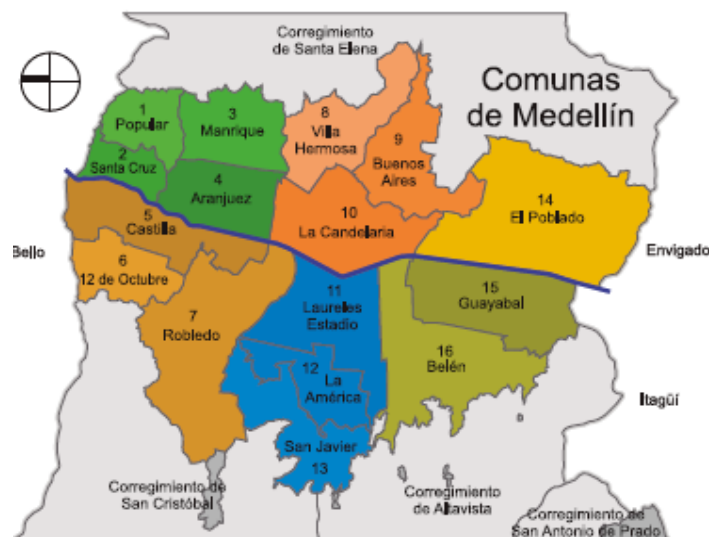 Corregimiento
de Santa Elena
Comunas
de Medellín
1
Popular
3
Manrique
8
Villa
Hermosa
9
Buenos
Aires
2
Santa Cruz
4
Aranjuez
14
El Poblado
10
La Candelaria
5
Castilla
Bello
Envigado
6
12 de Octubre
7
Robledo
11
Laureles
Estadio
15
Guayabal
16
Belén
12
La
América
Itagüí
San Javier
13
Corregimiento de
San Cristóbal
Corregimiento
de Altavista
Corregimiento de
San Antonio de Prado